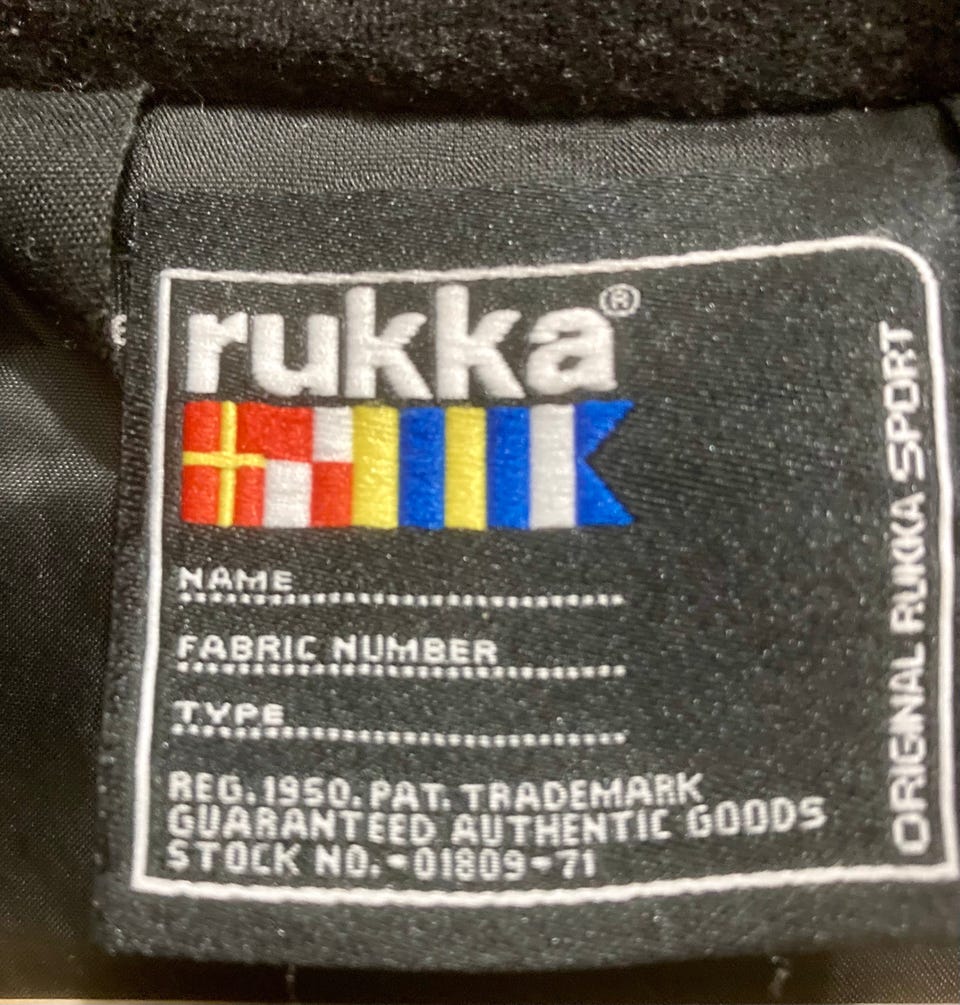 rukka®
NAME
FABRIC NUMBER
TYPE
REG. 1950. PAT. TRADEMARK
GUARANTEED AUTHENTIC GOODS
STOCK NO.-01809-71
ORIGINAL RUKKA SPORT